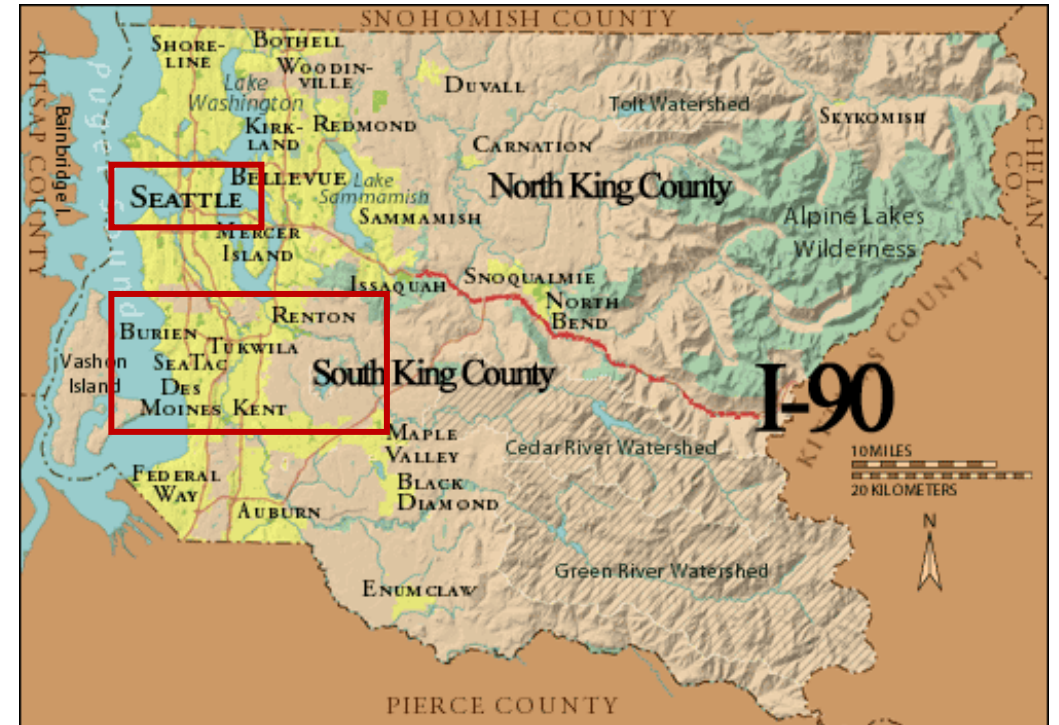 SNOHOMISH COUNTY
SHORE-
LINE
BOTHELL
WOODIN-
VILLE
DUVALL
Lake
Washington
Tolt Watershed
SKYKOMISH
KITSAP COUNTY
Bainbridge I.
puget sound
KIRK-
LAND
REDMOND
CARNATION
CHELAN
CO.
SEATTLE
BELLEVUE
Lake
Sammamish
North King County
SAMMAMISH
Alpine Lakes
Wilderness
MERCER
ISLAND
ISSAQUAH
SNOQUALMIE
NORTH
BEND
RENTON
BURIEN
TUKWILA
SEATAC
Vashon
Island
DES
MOINES
KENT
South King County
I-90
KITTITAS COUNTY
MAPLE
VALLEY
Cedar River Watershed
10 MILES
20 KILOMETERS
FEDERAL
WAY
BLACK
DIAMOND
AUBURN
N
Green River Watershed
ENUMCLAW
PIERCE COUNTY